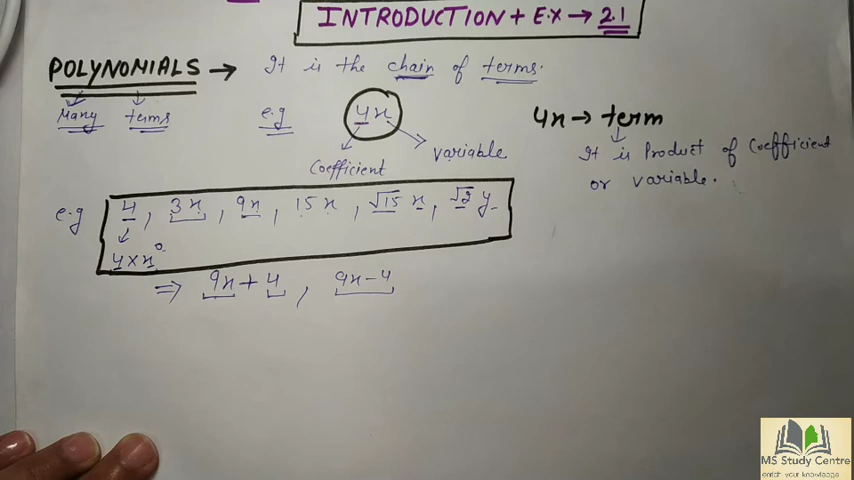 INTRODUCTION + E.X → 2.1
POLYNOMIALS → It is the chain of terms.
Many terms
e.g 4x
Coefficient variable
4x → term
It is Product of Coefficient
or variable.
e.g 4, 3x, 9x, 15x, √15 x, √2 y
4 × x⁰
⇒ 9x + 4, 9x - 4
MS Study Centre
enrich your knowledge